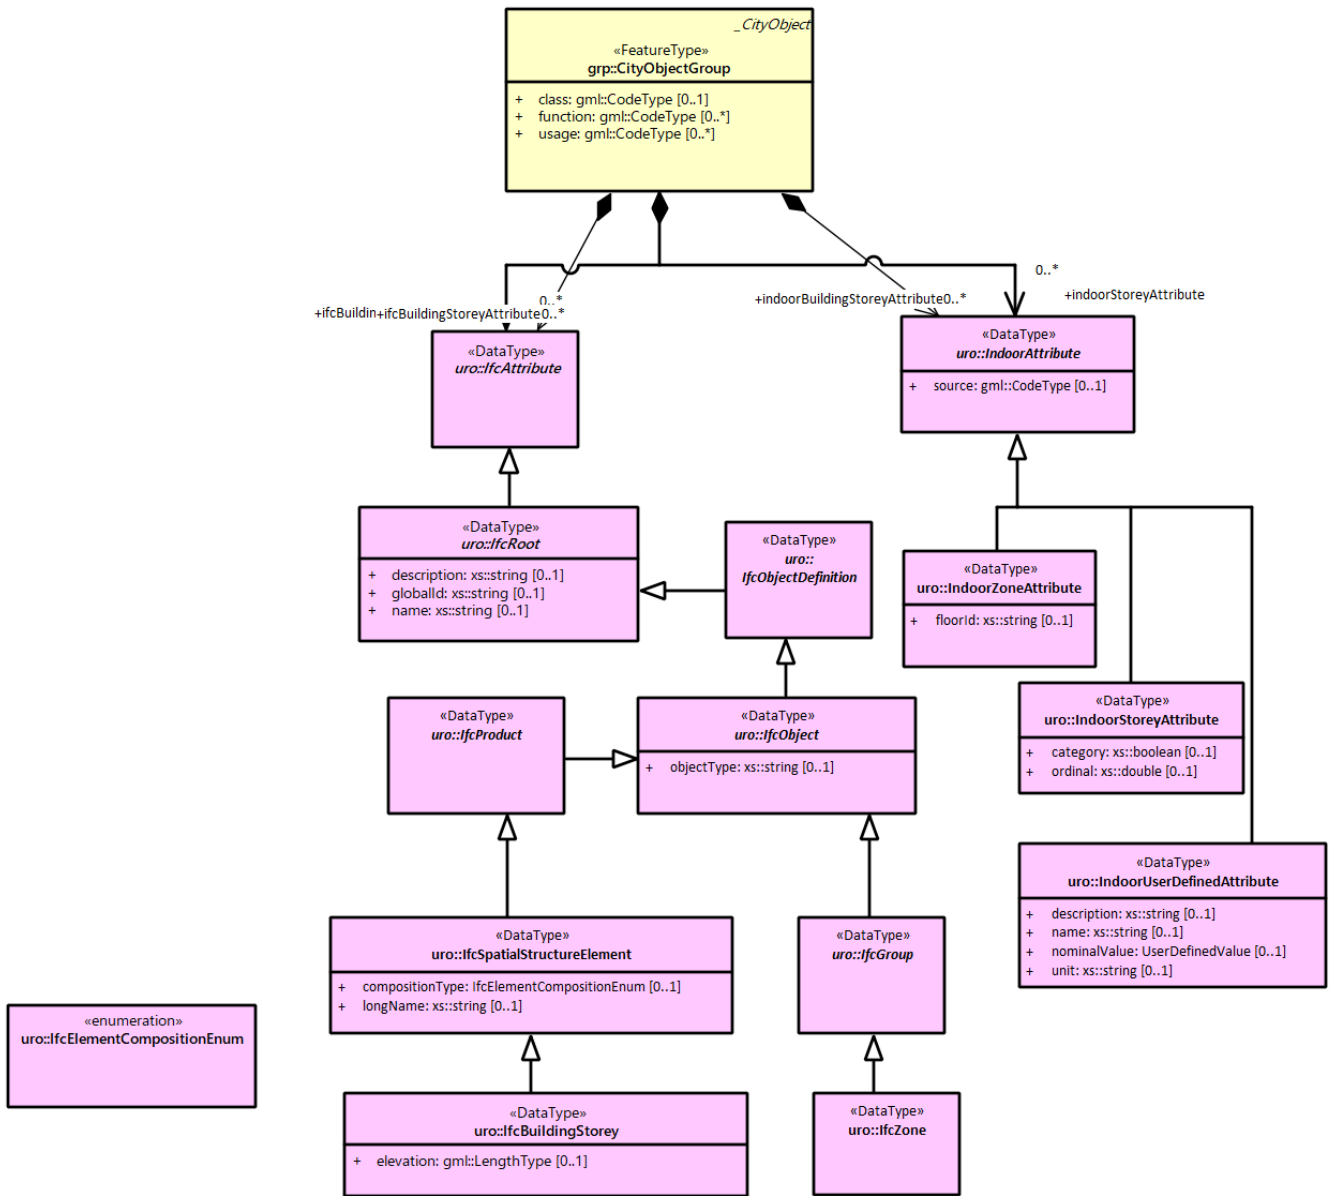 _CityObject
«FeatureType»
grp::CityObjectGroup
+ class: gml::CodeType [0..1]
+ function: gml::CodeType [0..*]
+ usage: gml::CodeType [0..*]
0..*
+indoorStoreyAttribute
+indoorBuildingStoreyAttribute 0..*
0..*
+ifcBuildin
+ifcBuildingStoreyAttribute 0..*
«DataType»
uro::IfcAttribute
«DataType»
uro::IndoorAttribute
+ source: gml::CodeType [0..1]
«DataType»
uro::IfcRoot
+ description: xs::string [0..1]
+ globalId: xs::string [0..1]
+ name: xs::string [0..1]
«DataType»
uro::
IfcObjectDefinition
«DataType»
uro::IndoorZoneAttribute
+ floorId: xs::string [0..1]
«DataType»
uro::IfcProduct
«DataType»
uro::IfcObject
+ objectType: xs::string [0..1]
«DataType»
uro::IndoorStoreyAttribute
+ category: xs::boolean [0..1]
+ ordinal: xs::double [0..1]
«DataType»
uro::IndoorUserDefinedAttribute
+ description: xs::string [0..1]
+ name: xs::string [0..1]
+ nominalValue: UserDefinedValue [0..1]
+ unit: xs::string [0..1]
«DataType»
uro::IfcSpatialStructureElement
+ compositionType: IfcElementCompositionEnum [0..1]
+ longName: xs::string [0..1]
«DataType»
uro::IfcGroup
«enumeration»
uro::IfcElementCompositionEnum
«DataType»
uro::IfcBuildingStorey
+ elevation: gml::LengthType [0..1]
«DataType»
uro::IfcZone